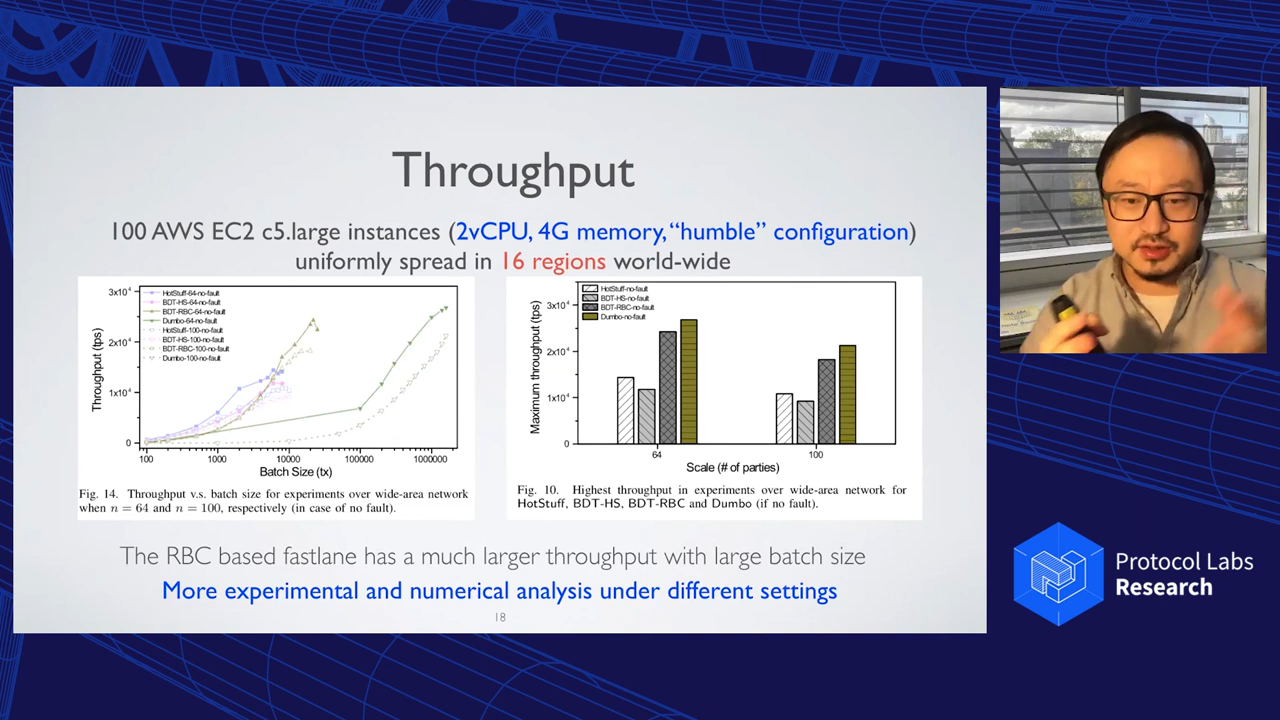 Throughput
100 AWS EC2 c5.large instances (2vCPU, 4G memory, “humble” configuration)
uniformly spread in 16 regions world-wide
Throughput (tps)
3x10⁴
2x10⁴
1x10⁴
0
HotStuff-64-no-fault
BDT-HS-64-no-fault
BDT-RBC-64-no-fault
Dumbo-64-no-fault
HotStuff-100-no-fault
BDT-HS-100-no-fault
BDT-RBC-100-no-fault
Dumbo-100-no-fault
100 1000 10000 100000 1000000
Batch Size (tx)
Fig. 14. Throughput v.s. batch size for experiments over wide-area network
when n = 64 and n = 100, respectively (in case of no fault).
Maximum throughput (tps)
3x10⁴
2x10⁴
1x10⁴
0
HotStuff-no-fault
BDT-HS-no-fault
BDT-RBC-no-fault
Dumbo-no-fault
64 100
Scale (# of parties)
Fig. 10. Highest throughput in experiments over wide-area network for
HotStuff, BDT-HS, BDT-RBC and Dumbo (if no fault).
The RBC based fastlane has a much larger throughput with large batch size
More experimental and numerical analysis under different settings
18
Protocol Labs
Research